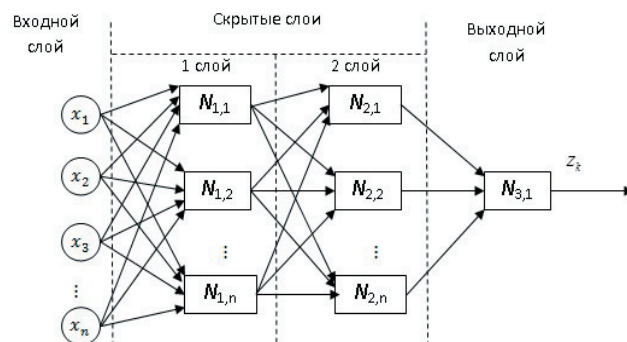 Входной
слой
Скрытые слои
Выходной
слой
1 слой
2 слой
x₁
x₂
x₃
⋮
xₙ
N₁,₁
N₁,₂
⋮
N₁,ₙ
N₂,₁
N₂,₂
⋮
N₂,ₙ
N₃,₁
Zₖ